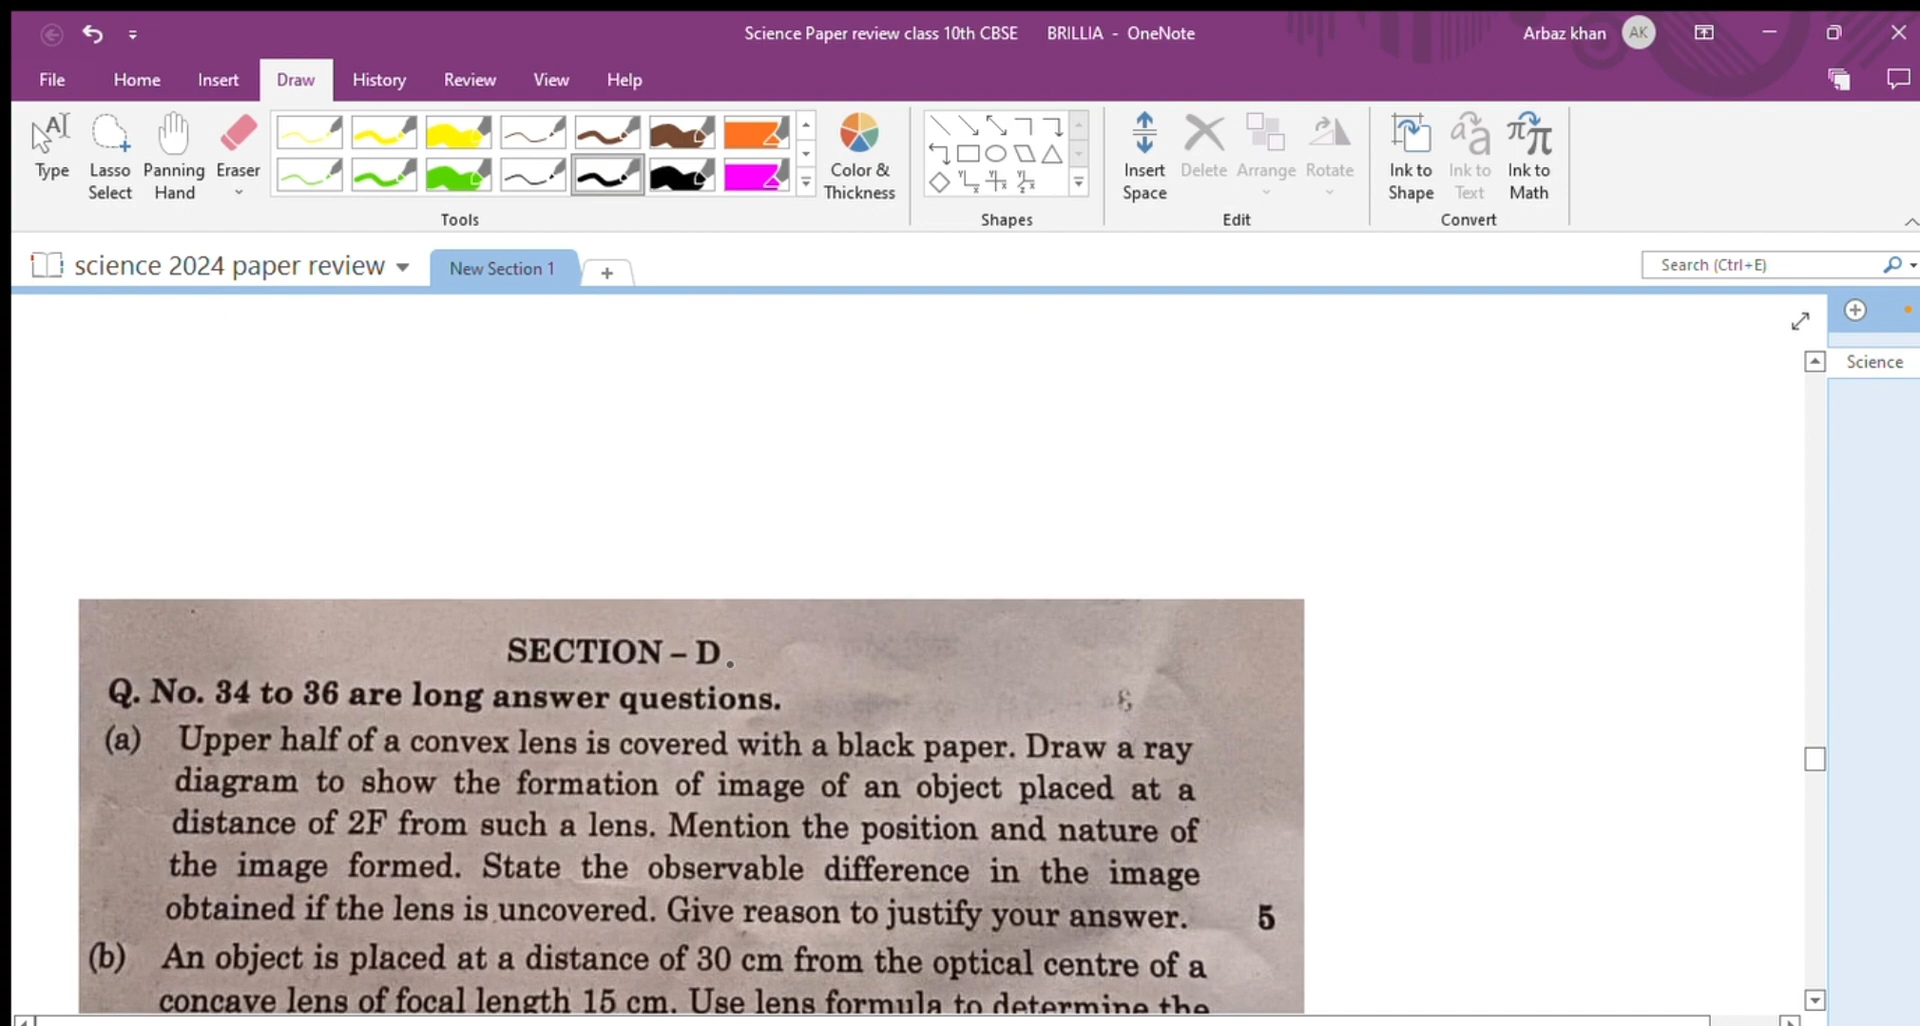 Science Paper review class 10th CBSE BRILLIA - OneNote
Arbaz khan AK
File Home Insert Draw History Review View Help
Type
Lasso Select
Panning Hand
Eraser
Color & Thickness
Insert Space
Delete
Arrange
Rotate
Ink to Shape
Ink to Text
Ink to Math
Tools
Shapes
Edit
Convert
science 2024 paper review
New Section 1
Search (Ctrl+E)
Science
SECTION – D
Q. No. 34 to 36 are long answer questions.
(a) Upper half of a convex lens is covered with a black paper. Draw a ray
diagram to show the formation of image of an object placed at a
distance of 2F from such a lens. Mention the position and nature of
the image formed. State the observable difference in the image
obtained if the lens is uncovered. Give reason to justify your answer. 5
(b) An object is placed at a distance of 30 cm from the optical centre of a
concave lens of focal length 15 cm. Use lens formula to determine the